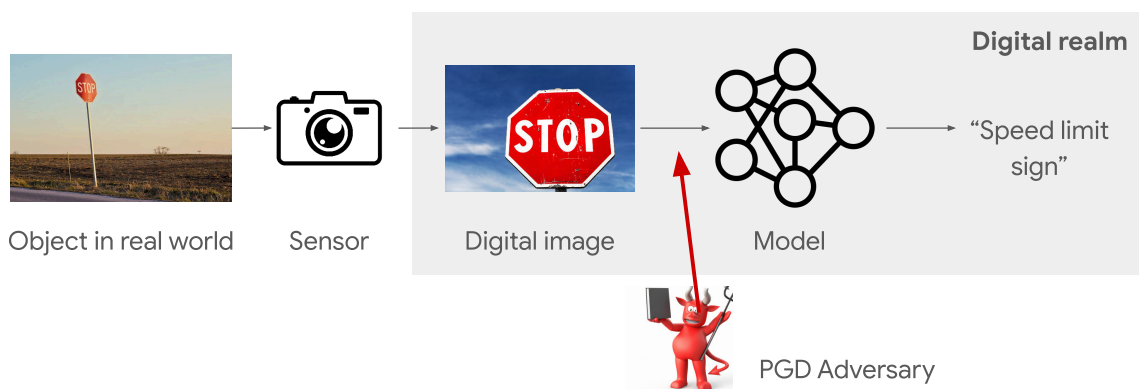 Digital realm
STOP
STOP
“Speed limit
sign”
Object in real world
Sensor
Digital image
Model
PGD Adversary